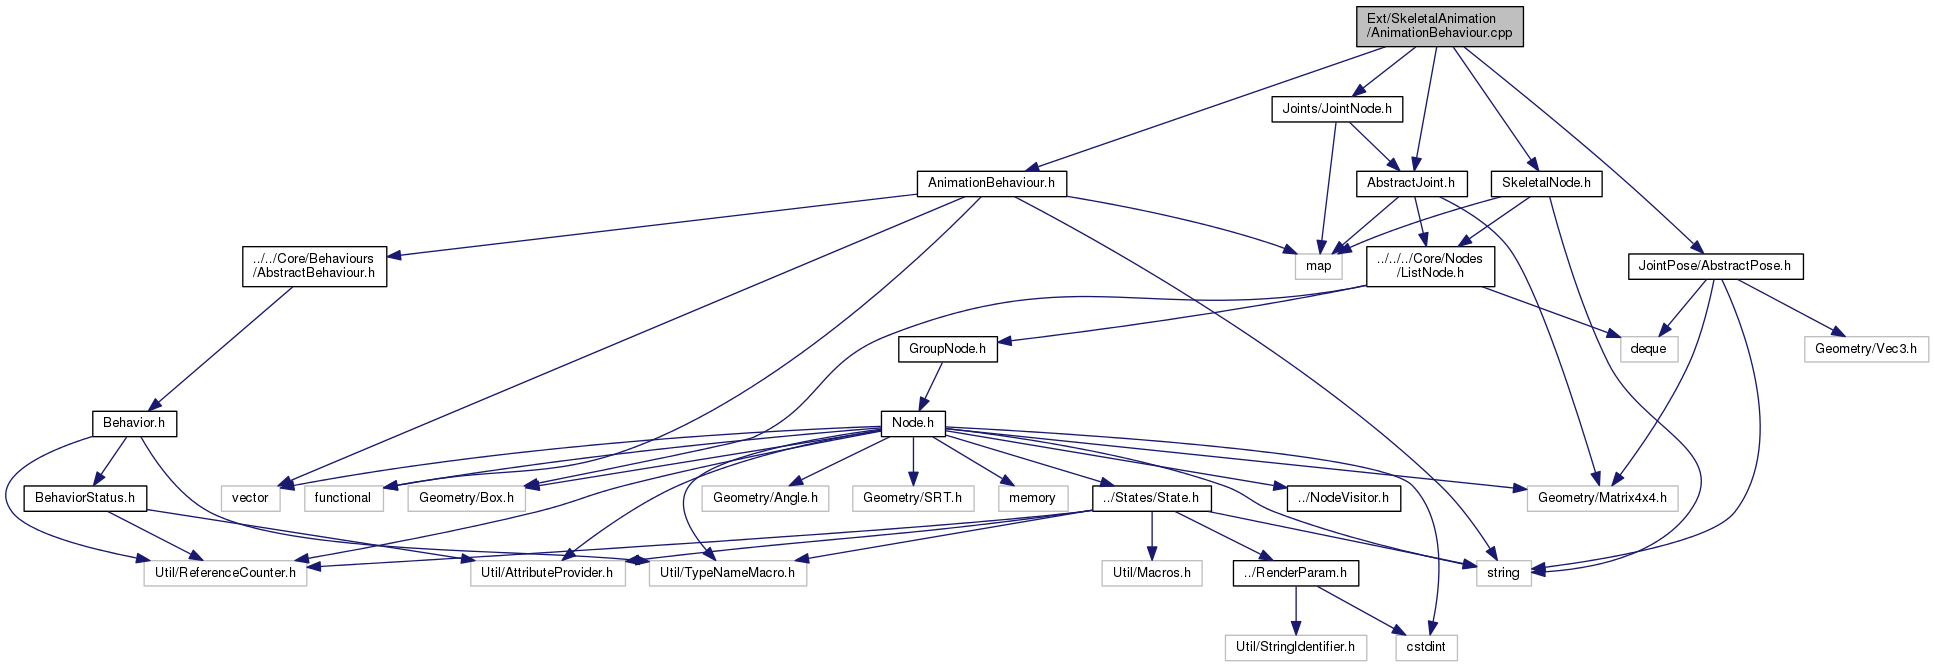 Ext/SkeletalAnimation
/AnimationBehaviour.cpp
Joints/JointNode.h
AnimationBehaviour.h
AbstractJoint.h
SkeletalNode.h
../../Core/Behaviours
/AbstractBehaviour.h
map
../../../Core/Nodes
/ListNode.h
JointPose/AbstractPose.h
GroupNode.h
deque
Geometry/Vec3.h
Behavior.h
Node.h
BehaviorStatus.h
vector
functional
Geometry/Box.h
Geometry/Angle.h
Geometry/SRT.h
memory
../States/State.h
../NodeVisitor.h
Geometry/Matrix4x4.h
Util/ReferenceCounter.h
Util/AttributeProvider.h
Util/TypeNameMacro.h
Util/Macros.h
../RenderParam.h
string
Util/StringIdentifier.h
cstdint